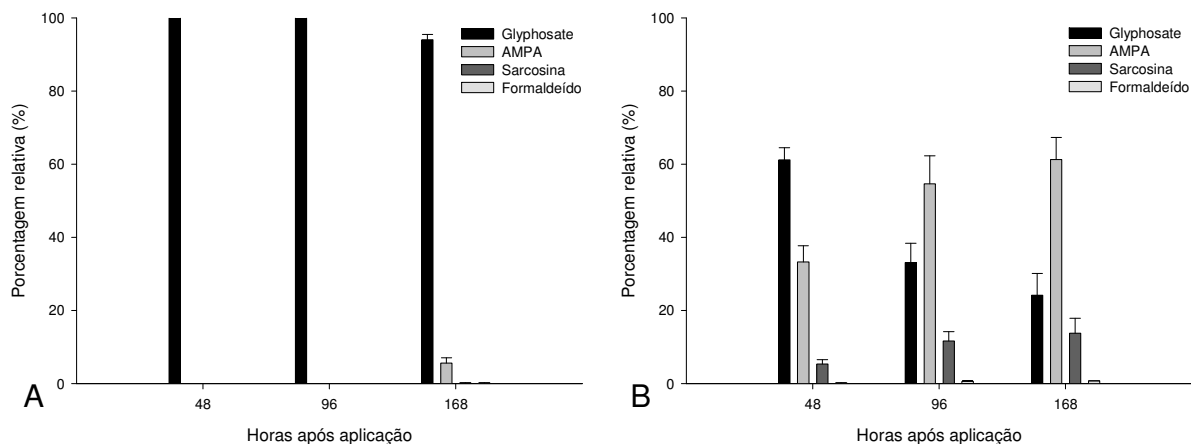 Porcentagem relativa (%)
100
80
60
40
20
0
Glyphosate
AMPA
Sarcosina
Formaldeído
48 96 168
Horas após aplicação
A
Porcentagem relativa (%)
100
80
60
40
20
0
Glyphosate
AMPA
Sarcosina
Formaldeído
48 96 168
Horas após aplicação
B